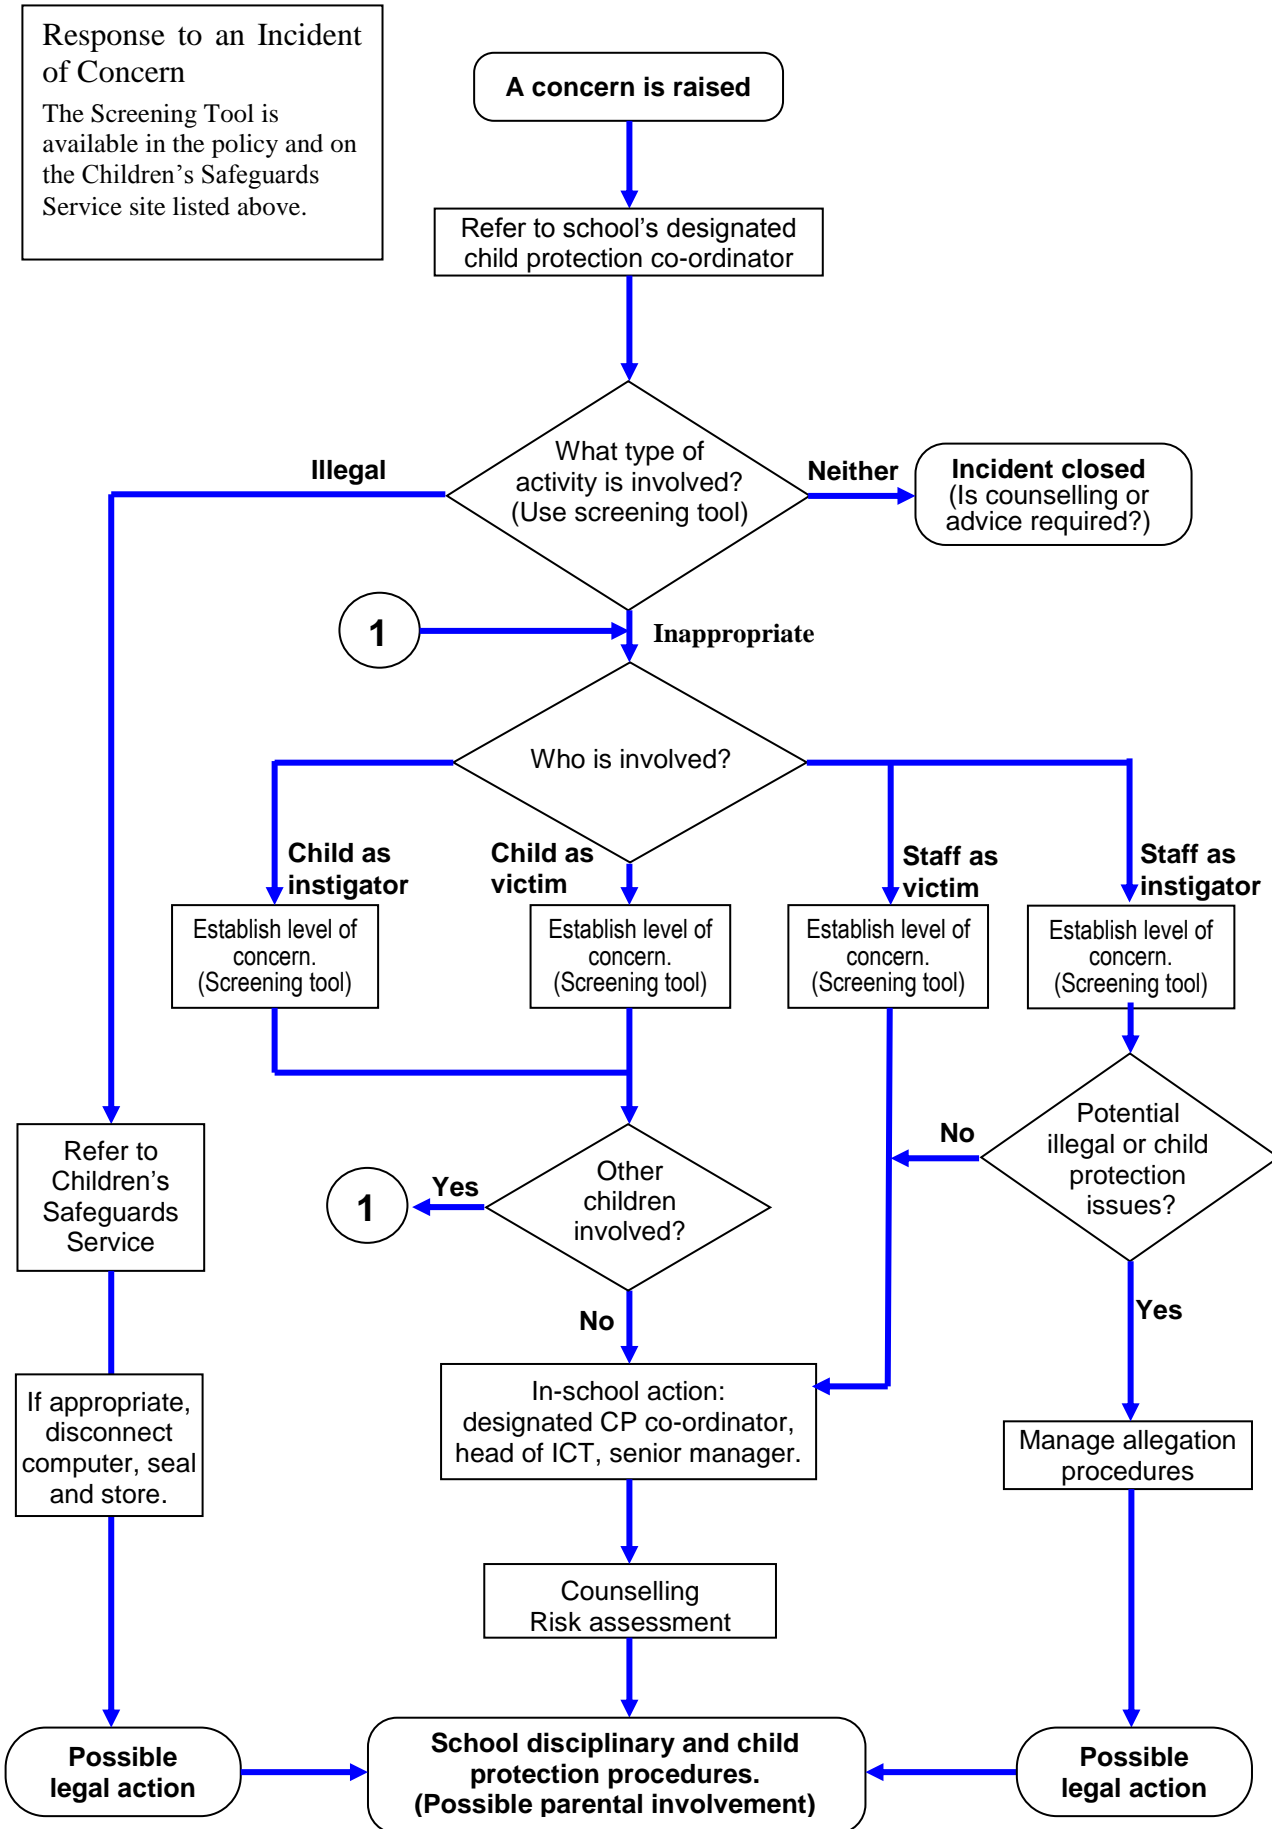 Response to an Incident
of Concern
The Screening Tool is
available in the policy and on
the Children’s Safeguards
Service site listed above.
A concern is raised
Refer to school’s designated
child protection co-ordinator
What type of
activity is involved?
(Use screening tool)
Illegal
Neither
Incident closed
(Is counselling or
advice required?)
1
Inappropriate
Who is involved?
Child as
instigator
Child as
victim
Staff as
victim
Staff as
instigator
Establish level of
concern.
(Screening tool)
Establish level of
concern.
(Screening tool)
Establish level of
concern.
(Screening tool)
Establish level of
concern.
(Screening tool)
Refer to
Children’s
Safeguards
Service
1
Yes
Other
children
involved?
No
Potential
illegal or child
protection
issues?
No
Yes
If appropriate,
disconnect
computer, seal
and store.
In-school action:
designated CP co-ordinator,
head of ICT, senior manager.
Manage allegation
procedures
Counselling
Risk assessment
Possible
legal action
School disciplinary and child
protection procedures.
(Possible parental involvement)
Possible
legal action